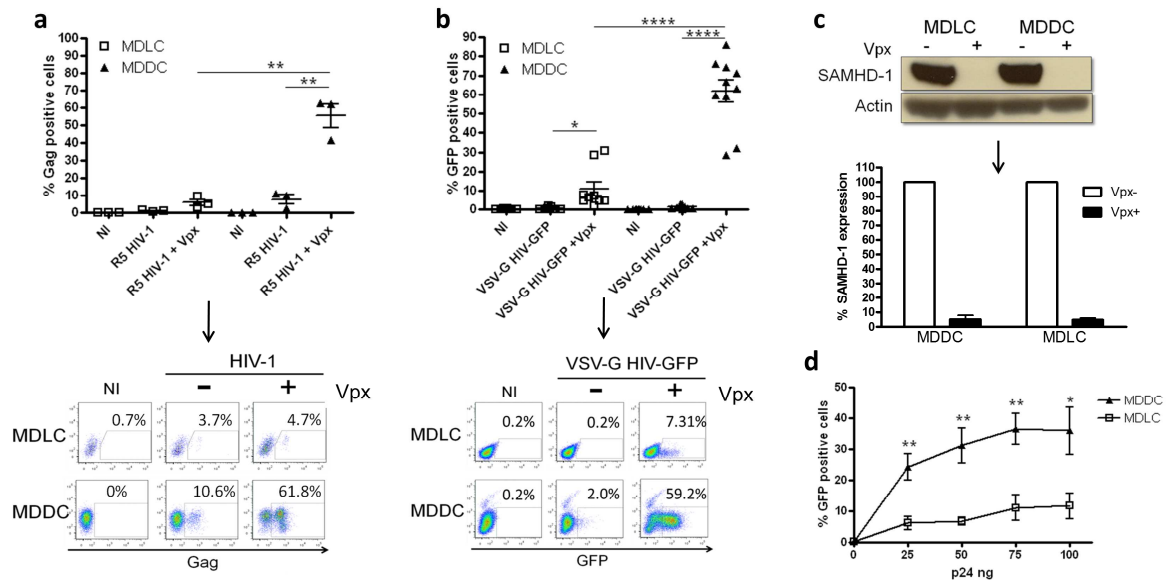 a
% Gag positive cells
100
90
80
70
60
50
40
30
20
10
0
MDLC
MDDC
**
**
NI
R5 HIV-1
R5 HIV-1 + Vpx
NI
R5 HIV-1
R5 HIV-1 + Vpx
HIV-1
NI
−
+
Vpx
MDLC
0.7%
3.7%
4.7%
MDDC
0%
10.6%
61.8%
Gag
b
% GFP positive cells
90
80
70
60
50
40
30
20
10
0
MDLC
MDDC
****
****
*
NI
VSV-G HIV-GFP
VSV-G HIV-GFP +Vpx
NI
VSV-G HIV-GFP
VSV-G HIV-GFP +Vpx
VSV-G HIV-GFP
NI
−
+
Vpx
MDLC
0.2%
0.2%
7.31%
MDDC
0.2%
2.0%
59.2%
GFP
c
MDLC
MDDC
Vpx
-
+
-
+
SAMHD-1
Actin
% SAMHD-1 expression
110
100
90
80
70
60
50
40
30
20
10
0
MDDC
MDLC
Vpx-
Vpx+
d
% GFP positive cells
50
40
30
20
10
0
**
**
**
*
MDDC
MDLC
0
25
50
75
100
p24 ng